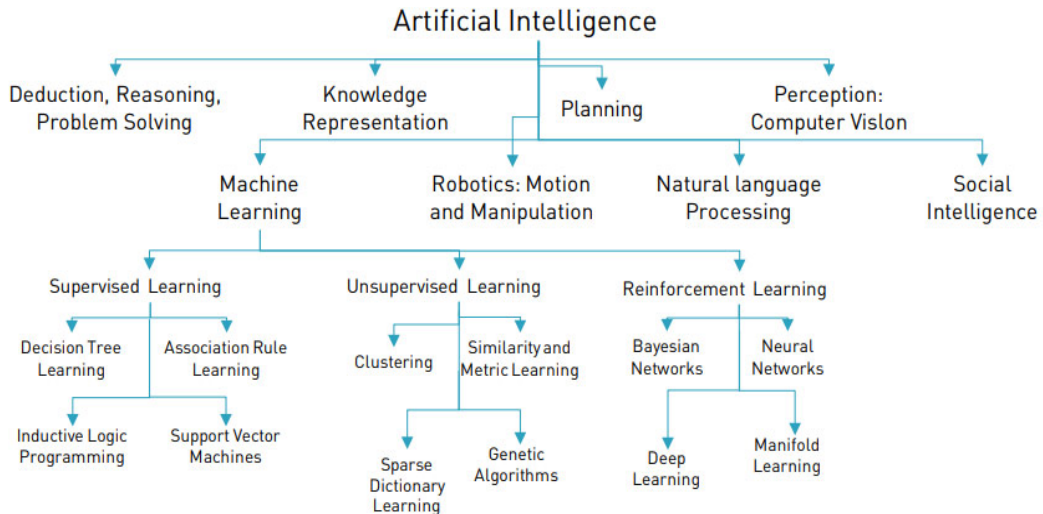 Artificial Intelligence
Deduction, Reasoning,
Problem Solving
Knowledge
Representation
Planning
Perception:
Computer Vislon
Machine
Learning
Robotics: Motion
and Manipulation
Natural language
Processing
Social
Intelligence
Supervised Learning
Unsupervised Learning
Reinforcement Learning
Decision Tree
Learning
Association Rule
Learning
Clustering
Similarity and
Metric Learning
Bayesian
Networks
Neural
Networks
Inductive Logic
Programming
Support Vector
Machines
Sparse
Dictionary
Learning
Genetic
Algorithms
Deep
Learning
Manifold
Learning